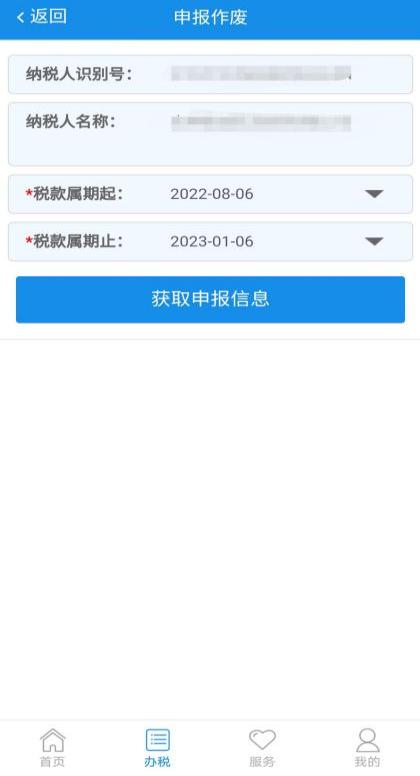 返回
申报作废
纳税人识别号：
纳税人名称：
*税款属期起： 2022-08-06
*税款属期止： 2023-01-06
获取申报信息
首页
办税
服务
我的